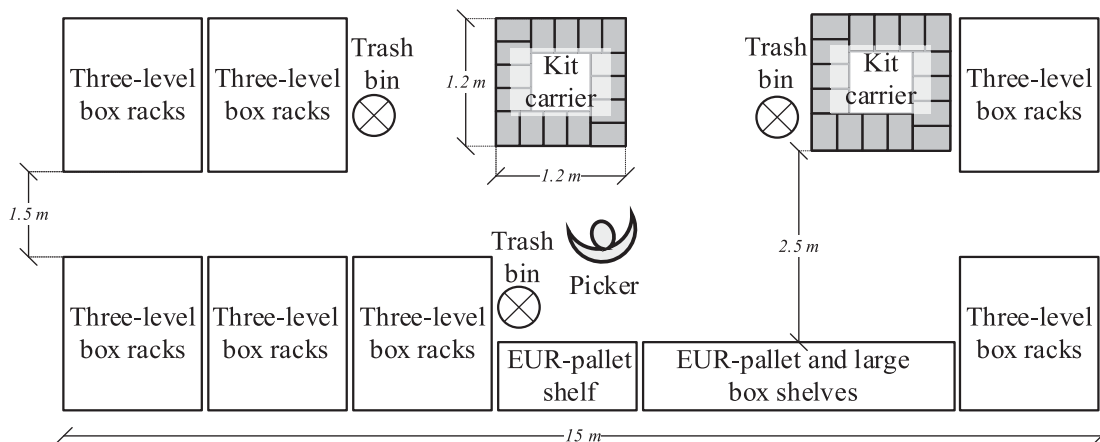 Three-level
box racks
Three-level
box racks
Trash
bin
1.2 m
Kit
carrier
1.2 m
Trash
bin
Kit
carrier
Three-level
box racks
1.5 m
2.5 m
Trash
bin
Picker
Three-level
box racks
Three-level
box racks
Three-level
box racks
EUR-pallet
shelf
EUR-pallet and large
box shelves
Three-level
box racks
15 m